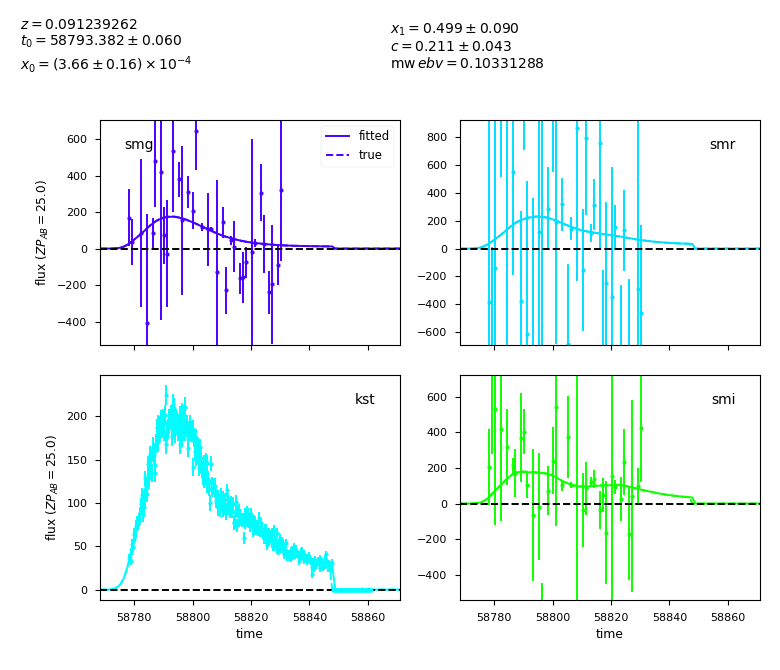 z = 0.091239262
t₀ = 58793.382 ± 0.060
x₀ = (3.66 ± 0.16) × 10⁻⁴
x₁ = 0.499 ± 0.090
c = 0.211 ± 0.043
mw ebv = 0.10331288
smg
fitted
true
600
400
200
0
−200
−400
flux (ZP_AB = 25.0)
smr
800
600
400
200
0
−200
−400
−600
kst
200
150
100
50
0
flux (ZP_AB = 25.0)
58780 58800 58820 58840 58860
time
smi
600
400
200
0
−200
−400
58780 58800 58820 58840 58860
time